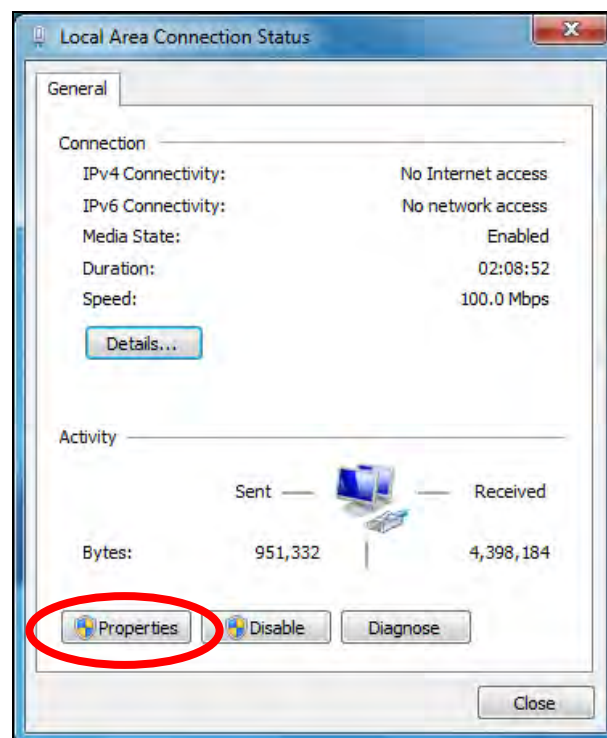 Local Area Connection Status
General
Connection
IPv4 Connectivity: No Internet access
IPv6 Connectivity: No network access
Media State: Enabled
Duration: 02:08:52
Speed: 100.0 Mbps
Details...
Activity
Sent Received
Bytes: 951,332 4,398,184
Properties Disable Diagnose
Close